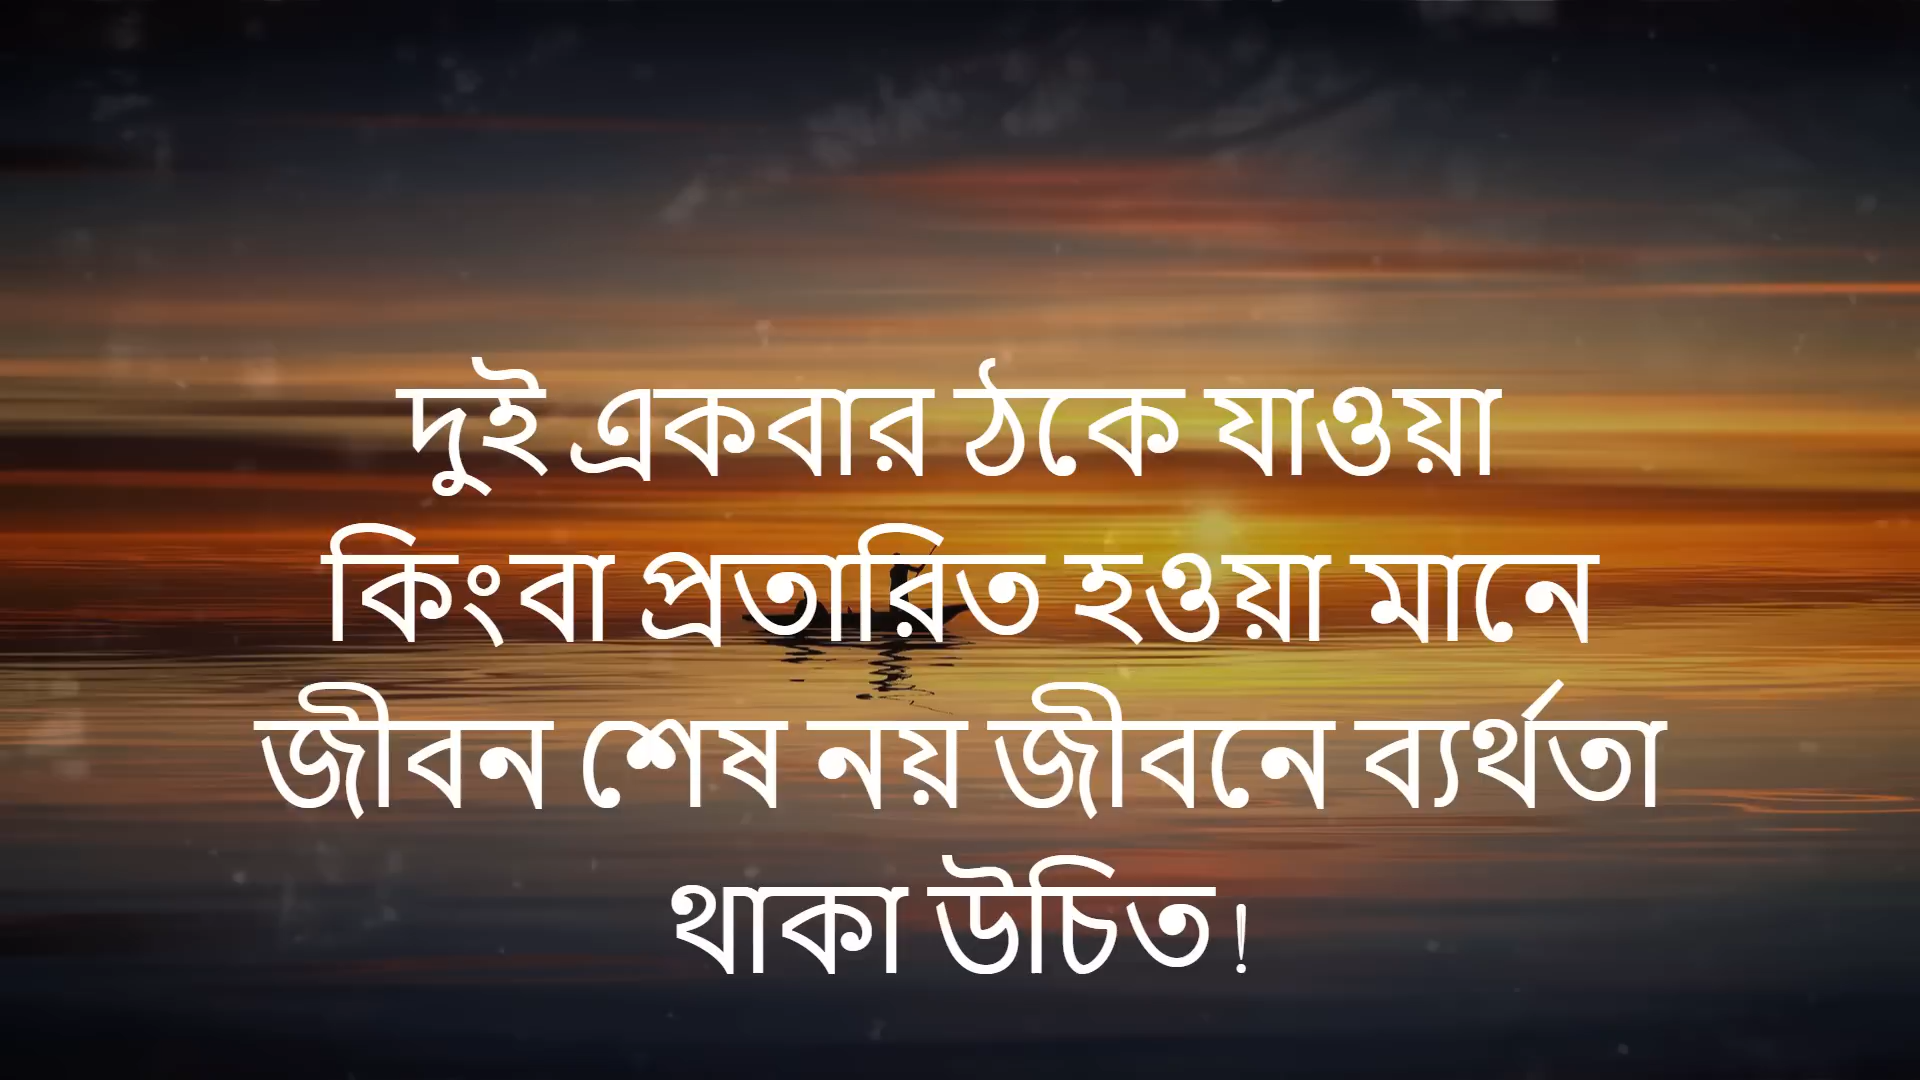 দুই একবার ঠকে যাওয়া
কিংবা প্রতারিত হওয়া মানে
জীবন শেষ নয় জীবনে ব্যর্থতা
থাকা উচিত!